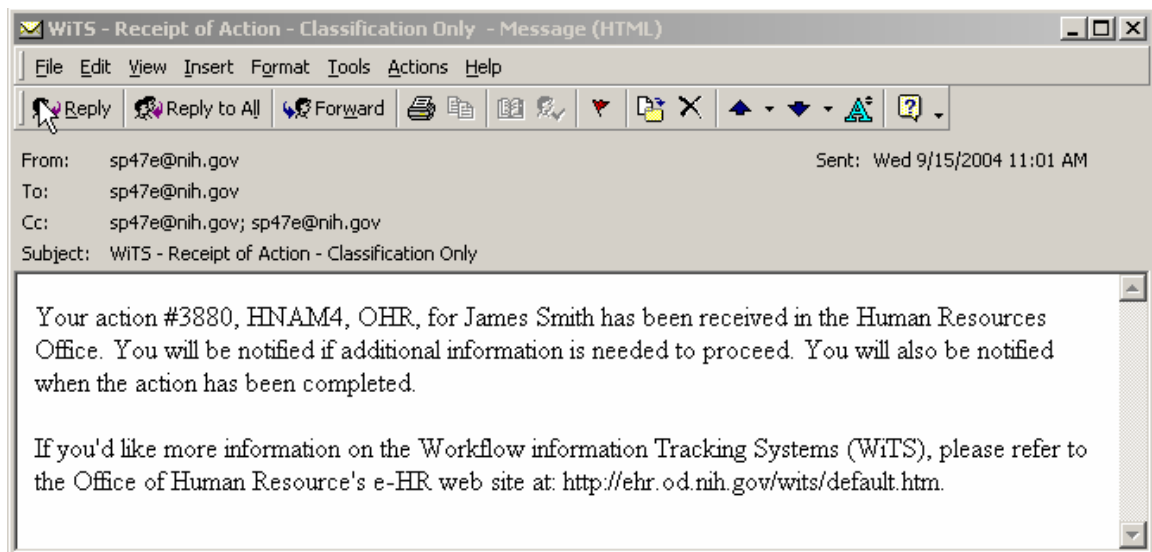 WiTS - Receipt of Action - Classification Only - Message (HTML)
File Edit View Insert Format Tools Actions Help
Reply Reply to All Forward
From: sp47e@nih.gov Sent: Wed 9/15/2004 11:01 AM
To: sp47e@nih.gov
Cc: sp47e@nih.gov; sp47e@nih.gov
Subject: WiTS - Receipt of Action - Classification Only
Your action #3880, HNAM4, OHR, for James Smith has been received in the Human Resources
Office. You will be notified if additional information is needed to proceed. You will also be notified
when the action has been completed.
If you'd like more information on the Workflow information Tracking Systems (WiTS), please refer to
the Office of Human Resource's e-HR web site at: http://ehr.od.nih.gov/wits/default.htm.